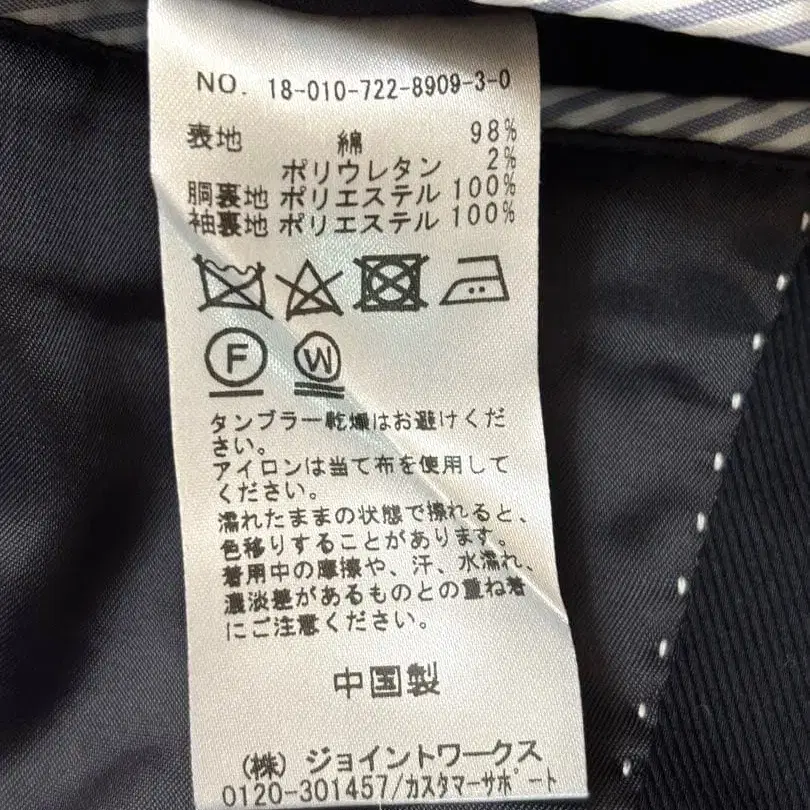 NO. 18-010-722-8909-3-0
表地 綿 98%
ポリウレタン 2%
胴裏地 ポリエステル 100%
袖裏地 ポリエステル 100%
F W
タンブラー乾燥はお避けくだ
さい。
アイロンは当て布を使用して
ください。
濡れたままの状態で擦れると、
色移りすることがあります。
着用中の摩擦や、汗、水濡れ、
濃淡差があるものとの重ね着
にご注意ください。
中国製
(株) ジョイントワークス
0120-301457/カスタマーサポート